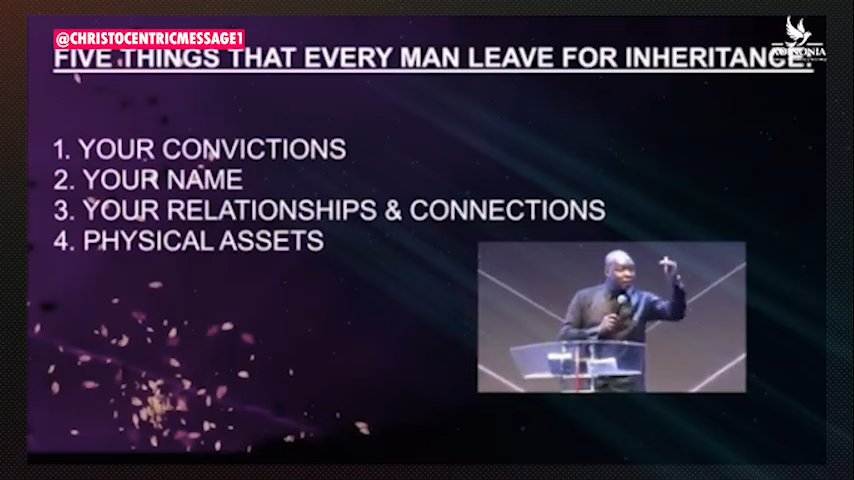 @CHRISTOCENTRICMESSAGE1
FIVE THINGS THAT EVERY MAN LEAVE FOR INHERITANCE:
1. YOUR CONVICTIONS
2. YOUR NAME
3. YOUR RELATIONSHIPS & CONNECTIONS
4. PHYSICAL ASSETS
KOINONIA